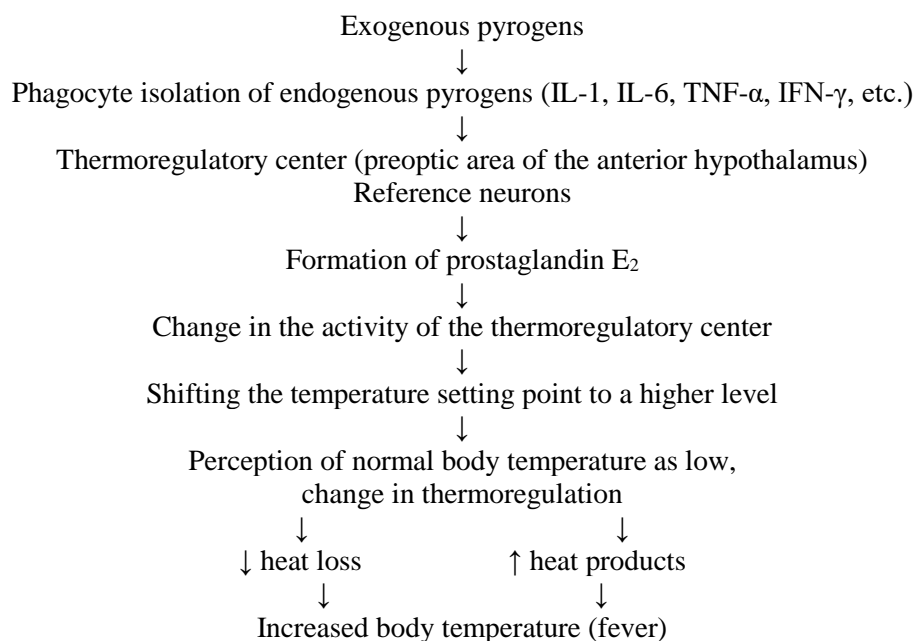 Exogenous pyrogens
↓
Phagocyte isolation of endogenous pyrogens (IL-1, IL-6, TNF-α, IFN-γ, etc.)
↓
Thermoregulatory center (preoptic area of the anterior hypothalamus)
Reference neurons
↓
Formation of prostaglandin E₂
↓
Change in the activity of the thermoregulatory center
↓
Shifting the temperature setting point to a higher level
↓
Perception of normal body temperature as low,
change in thermoregulation
↓ ↓
↓ heat loss ↑ heat products
↓ ↓
Increased body temperature (fever)